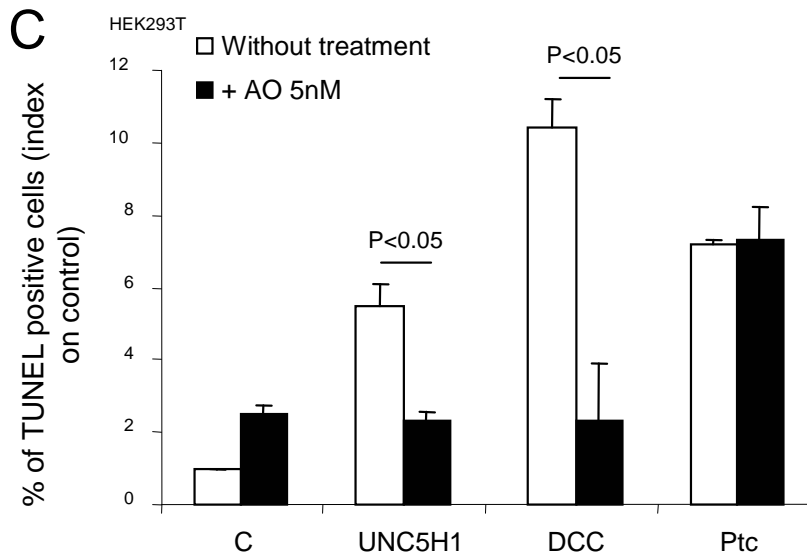 C
HEK293T
Without treatment
+ AO 5nM
P<0.05
P<0.05
% of TUNEL positive cells (index
on control)
12
10
8
6
4
2
0
C UNC5H1 DCC Ptc